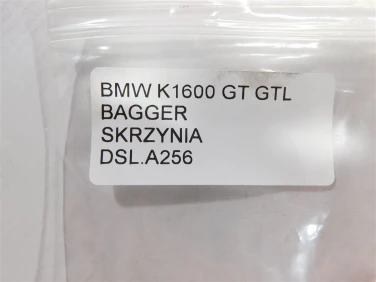 BMW K1600 GT GTL
BAGGER
SKRZYNIA
DSL.A256